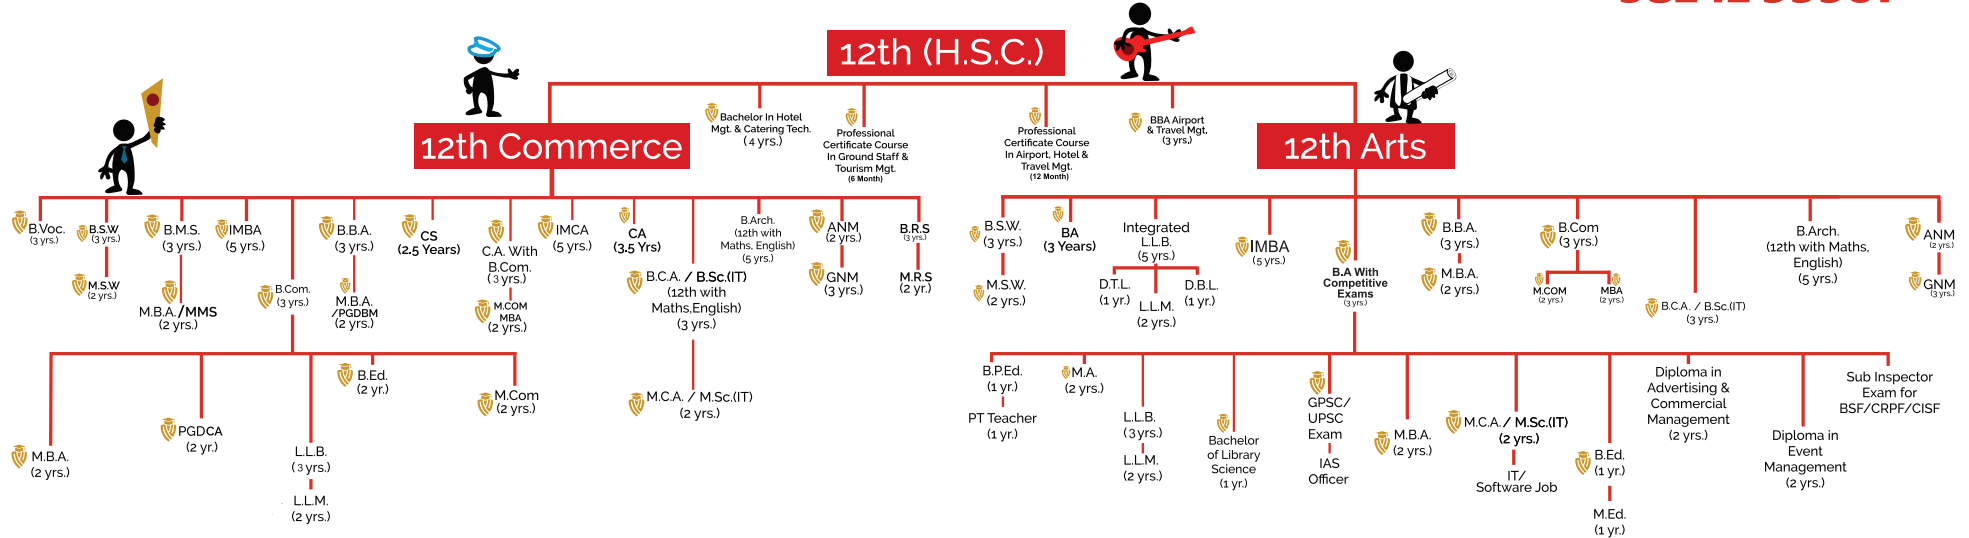 12th (H.S.C.)
Bachelor In Hotel
Mgt. & Catering Tech.
(4 yrs.)
Professional
Certificate Course
In Ground Staff &
Tourism Mgt.
(6 Month)
Professional
Certificate Course
In Airport, Hotel &
Travel Mgt.
(12 Month)
BBA Airport
& Travel Mgt.
(3 yrs.)
12th Commerce
B.Voc.
(3 yrs.)
B.S.W
(3 yrs.)
M.S.W
(2 yrs.)
B.M.S.
(3 yrs.)
M.B.A./MMS
(2 yrs.)
IMBA
(5 yrs.)
B.Com.
(3 yrs.)
B.B.A.
(3 yrs.)
M.B.A.
/PGDBM
(2 yrs.)
CS
(2.5 Years)
C.A. With
B.Com.
(3 yrs.)
M.COM
MBA
(2 yrs.)
IMCA
(5 yrs.)
CA
(3.5 Yrs)
B.C.A. / B.Sc.(IT)
(12th with
Maths,English)
(3 yrs.)
M.C.A. / M.Sc.(IT)
(2 yrs.)
B.Arch.
(12th with
Maths, English)
(5 yrs.)
ANM
(2 yrs.)
GNM
(3 yrs.)
B.R.S
(3 yrs.)
M.R.S
(2 yr.)
M.B.A.
(2 yrs.)
PGDCA
(2 yr.)
L.L.B.
(3 yrs.)
L.L.M.
(2 yrs.)
B.Ed.
(2 yr.)
M.Com
(2 yrs.)
12th Arts
B.S.W.
(3 yrs.)
M.S.W.
(2 yrs.)
BA
(3 Years)
Integrated
L.L.B.
(5 yrs.)
D.T.L.
(1 yr.)
L.L.M.
(2 yrs.)
D.B.L.
(1 yr.)
IMBA
(5 yrs.)
B.A With
Competitive
Exams
(3 yrs.)
B.B.A.
(3 yrs.)
M.B.A.
(2 yrs.)
B.Com
(3 yrs.)
M.COM
(2 yrs.)
MBA
(2 yrs.)
B.C.A. / B.Sc.(IT)
(3 yrs.)
B.Arch.
(12th with Maths,
English)
(5 yrs.)
ANM
(2 yrs.)
GNM
(3 yrs.)
B.P.Ed.
(1 yr.)
PT Teacher
(1 yr.)
M.A.
(2 yrs.)
L.L.B.
(3 yrs.)
L.L.M.
(2 yrs.)
Bachelor
of Library
Science
(1 yr.)
GPSC/
UPSC
Exam
IAS
Officer
M.B.A.
(2 yrs.)
M.C.A./ M.Sc.(IT)
(2 yrs.)
IT/
Software Job
B.Ed.
(1 yr.)
M.Ed.
(1 yr.)
Diploma in
Advertising &
Commercial
Management
(2 yrs.)
Diploma in
Event
Management
(2 yrs.)
Sub Inspector
Exam for
BSF/CRPF/CISF